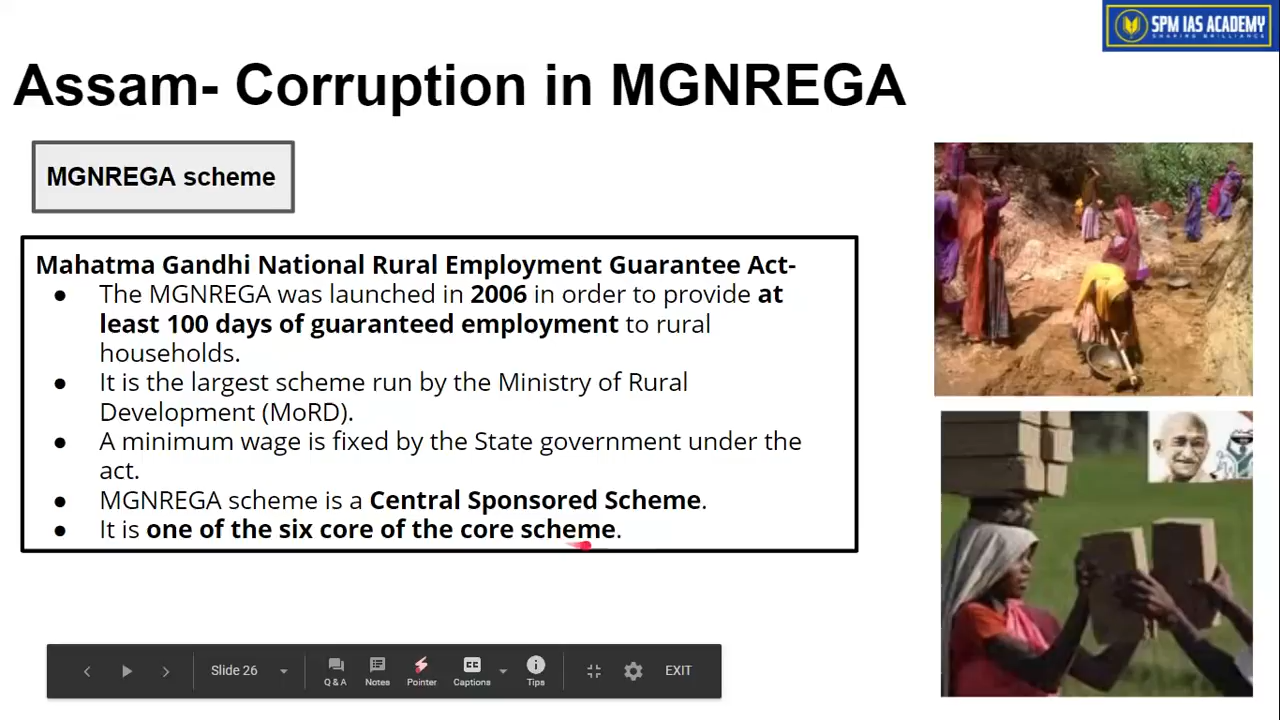 SPM IAS ACADEMY
SHAPING BRILLIANCE
Assam- Corruption in MGNREGA
MGNREGA scheme
Mahatma Gandhi National Rural Employment Guarantee Act-
● The MGNREGA was launched in 2006 in order to provide at
least 100 days of guaranteed employment to rural
households.
● It is the largest scheme run by the Ministry of Rural
Development (MoRD).
● A minimum wage is fixed by the State government under the
act.
● MGNREGA scheme is a Central Sponsored Scheme.
● It is one of the six core of the core scheme.
Slide 26
Q & A
Notes
Pointer
CC
Captions
Tips
EXIT